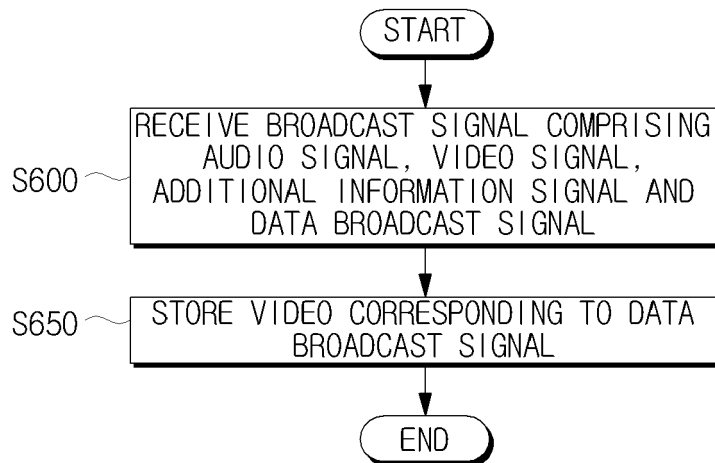 START
RECEIVE BROADCAST SIGNAL COMPRISING
AUDIO SIGNAL, VIDEO SIGNAL,
S600
ADDITIONAL INFORMATION SIGNAL AND
DATA BROADCAST SIGNAL
S650
STORE VIDEO CORRESPONDING TO DATA
BROADCAST SIGNAL
END